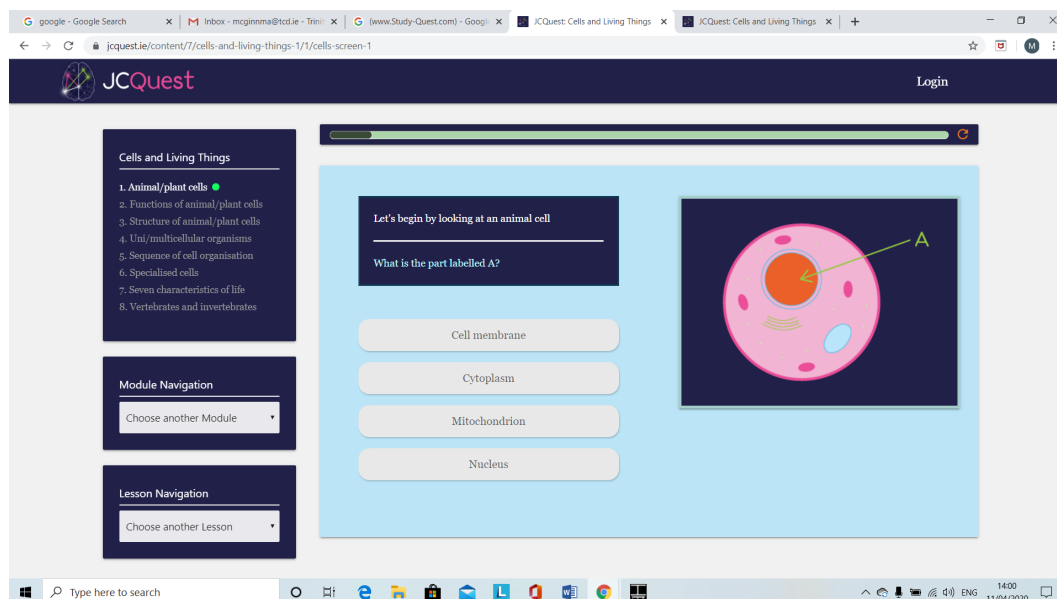 google - Google Search
Inbox - mcginnma@tcd.ie - Trinit
(www.Study-Quest.com) - Google
JCQuest: Cells and Living Things
JCQuest: Cells and Living Things
jcquest.ie/content/7/cells-and-living-things-1/1/cells-screen-1
M
JCQuest
Login
Cells and Living Things
1. Animal/plant cells
2. Functions of animal/plant cells
3. Structure of animal/plant cells
4. Uni/multicellular organisms
5. Sequence of cell organisation
6. Specialised cells
7. Seven characteristics of life
8. Vertebrates and invertebrates
Module Navigation
Choose another Module
Lesson Navigation
Choose another Lesson
Let's begin by looking at an animal cell
What is the part labelled A?
Cell membrane
Cytoplasm
Mitochondrion
Nucleus
A
Type here to search
ENG
14:00
11/04/2020